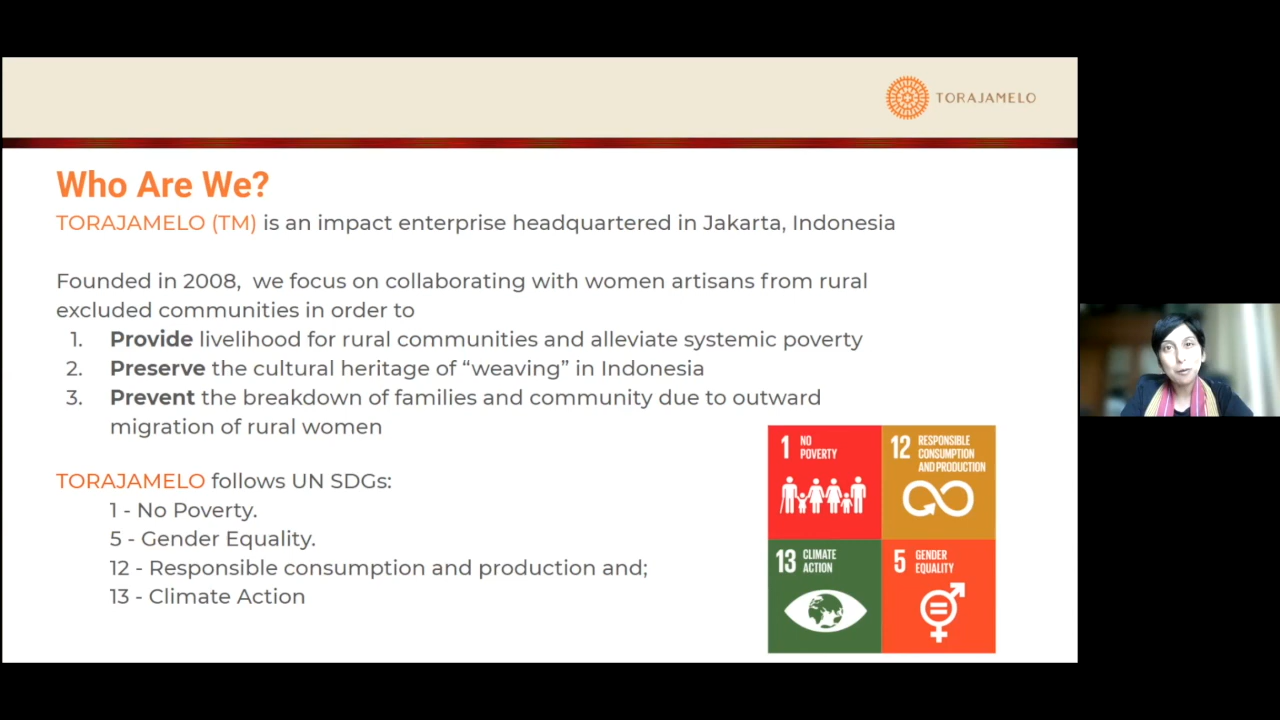 TORAJAMELO
Who Are We?
TORAJAMELO (TM) is an impact enterprise headquartered in Jakarta, Indonesia
Founded in 2008, we focus on collaborating with women artisans from rural
excluded communities in order to
1. Provide livelihood for rural communities and alleviate systemic poverty
2. Preserve the cultural heritage of “weaving” in Indonesia
3. Prevent the breakdown of families and community due to outward
migration of rural women
TORAJAMELO follows UN SDGs:
1 - No Poverty.
5 - Gender Equality.
12 - Responsible consumption and production and;
13 - Climate Action
1 NO
POVERTY
12 RESPONSIBLE
CONSUMPTION
AND PRODUCTION
13 CLIMATE
ACTION
5 GENDER
EQUALITY